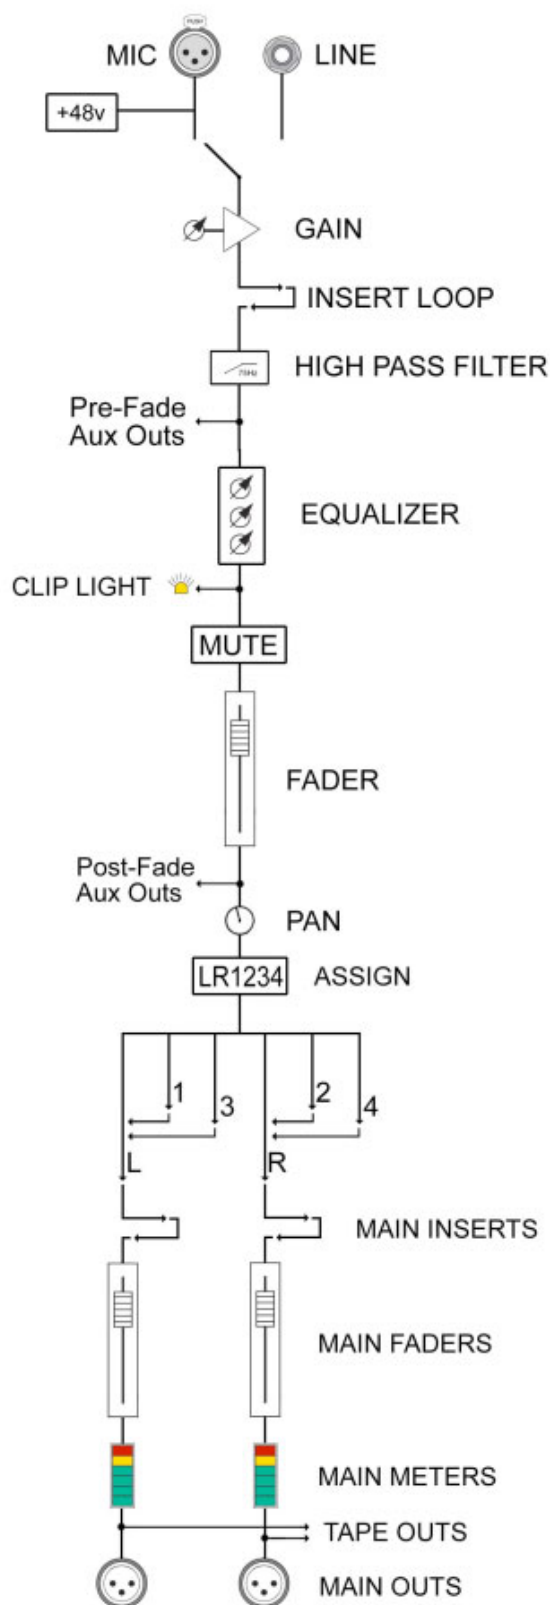 PUSH
MIC
LINE
+48v
GAIN
INSERT LOOP
75Hz
HIGH PASS FILTER
Pre-Fade
Aux Outs
EQUALIZER
CLIP LIGHT
MUTE
FADER
Post-Fade
Aux Outs
PAN
LR1234
ASSIGN
1
2
3
4
L
R
MAIN INSERTS
MAIN FADERS
MAIN METERS
TAPE OUTS
MAIN OUTS